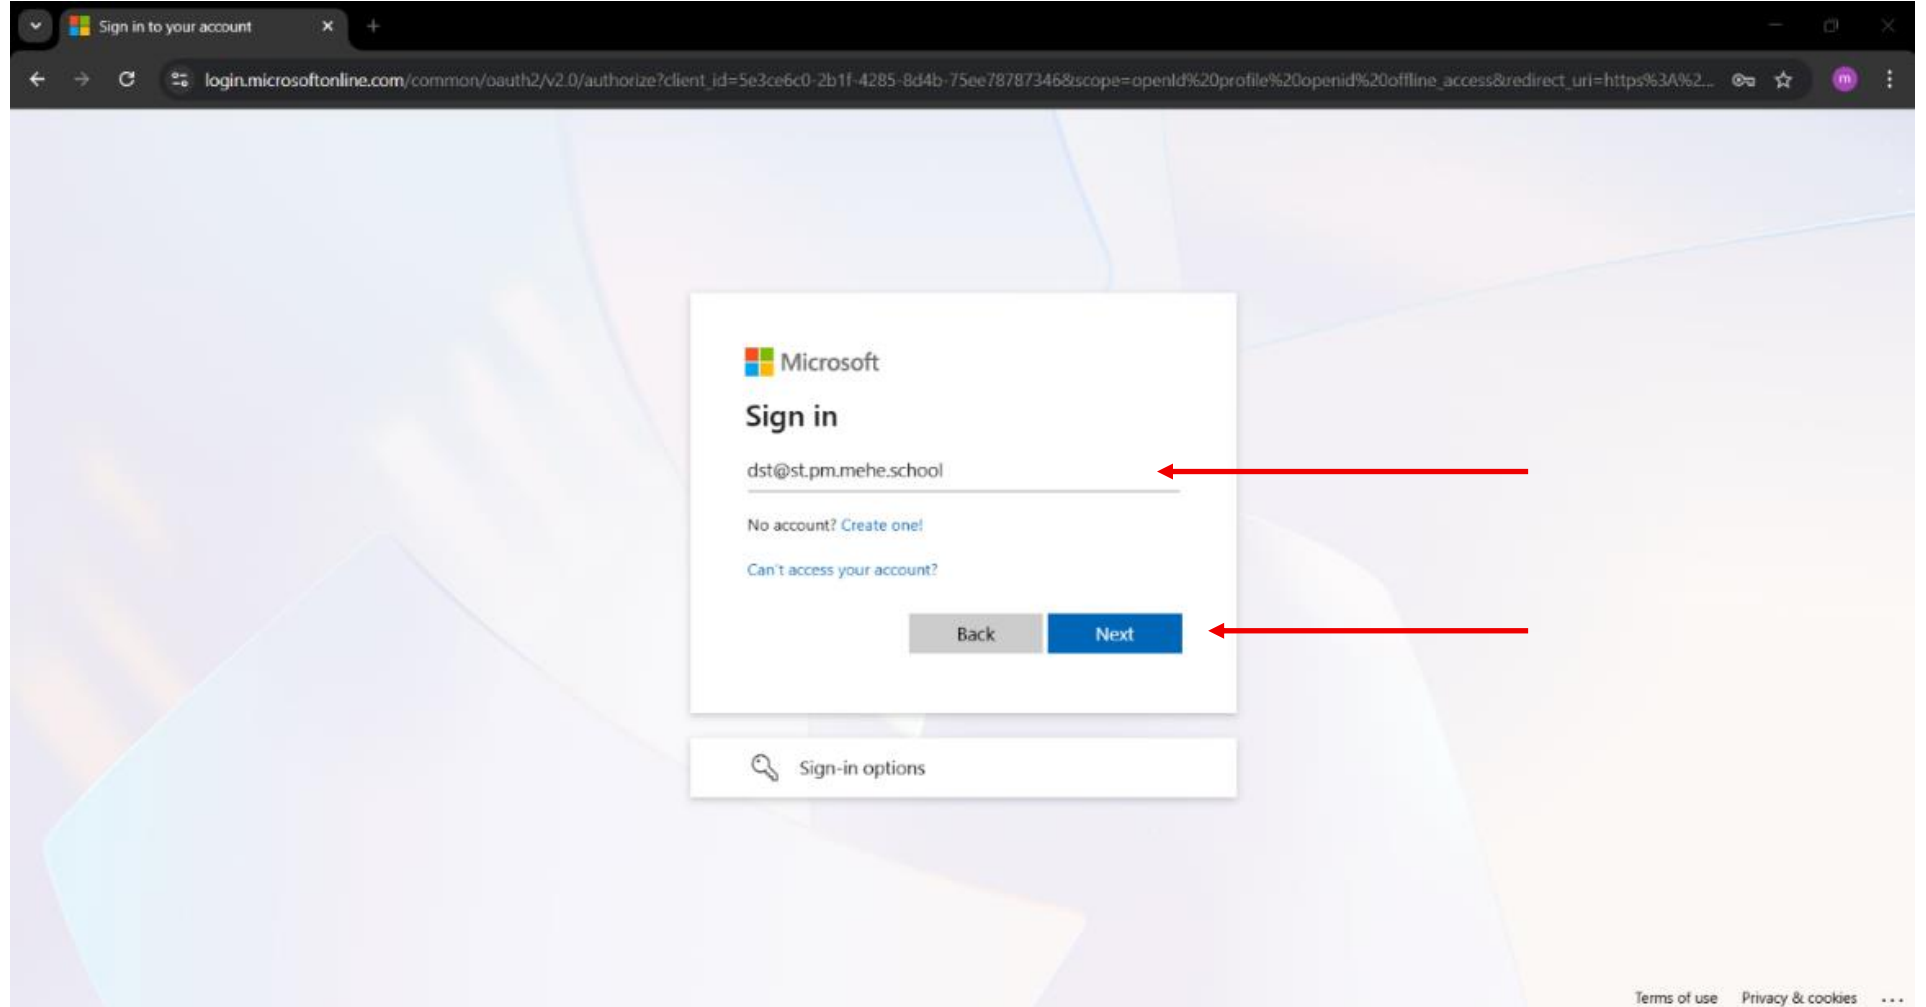 Sign in to your account
login.microsoftonline.com/common/oauth2/v2.0/authorize?client_id=5e3ce6c0-2b1f-4285-8d4b-75ee78787346&scope=openId%20profile%20openid%20offline_access&redirect_uri=https%3A%2...
m
Microsoft
Sign in
dst@st.pm.mehe.school
No account? Create one!
Can't access your account?
Back Next
Sign-in options
Terms of use Privacy & cookies ...